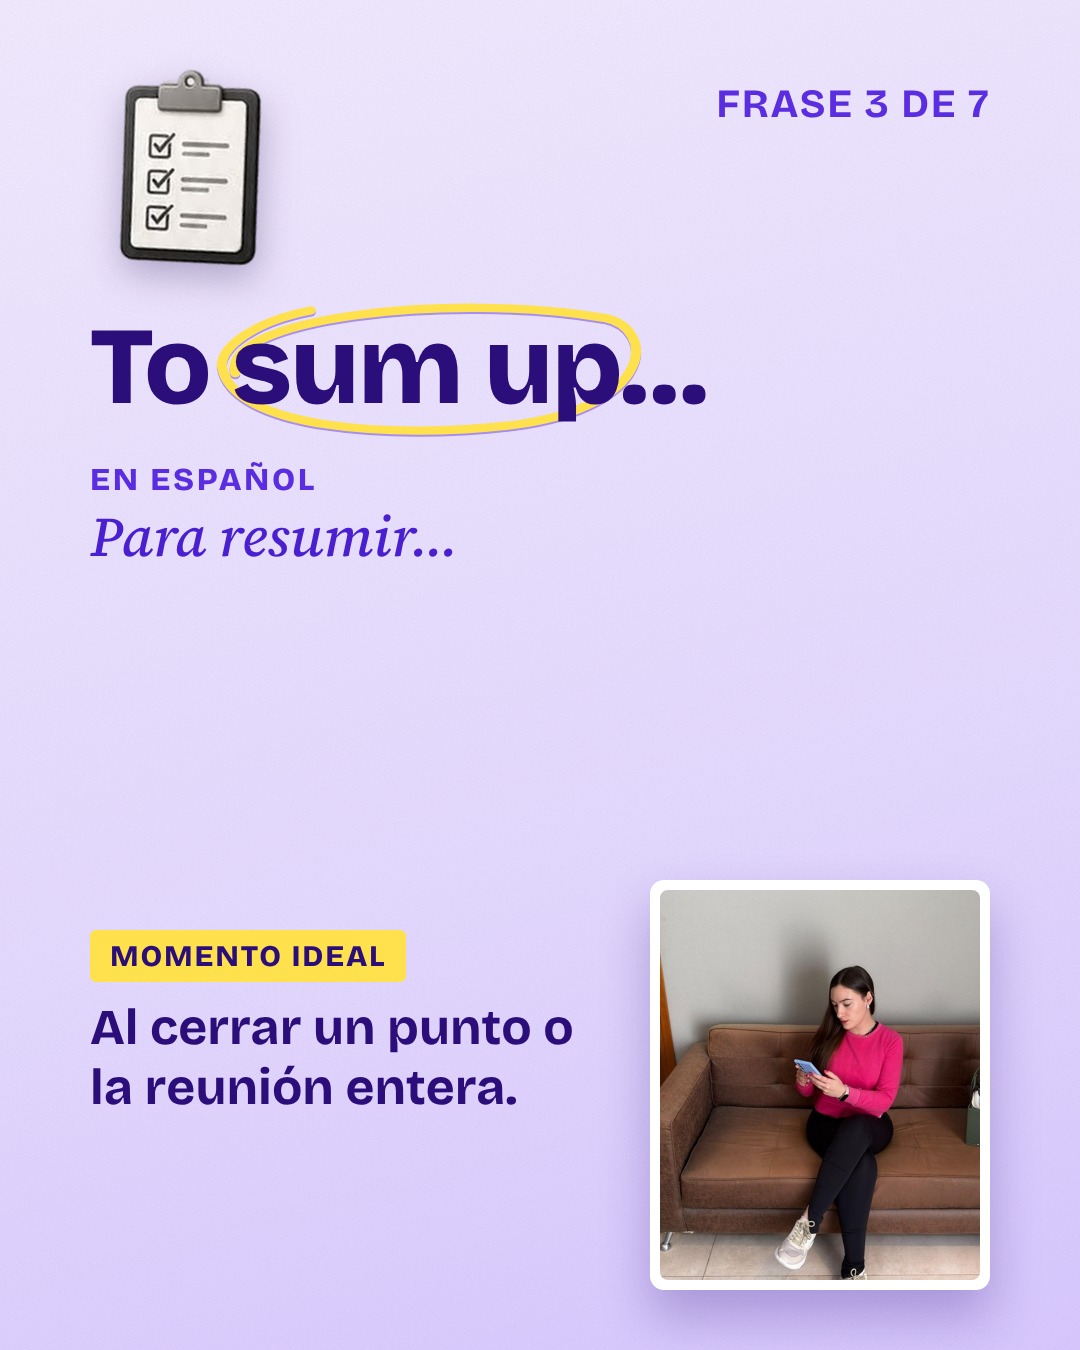 FRASE 3 DE 7
To sum up...
EN ESPAÑOL
Para resumir...
MOMENTO IDEAL
Al cerrar un punto o
la reunión entera.